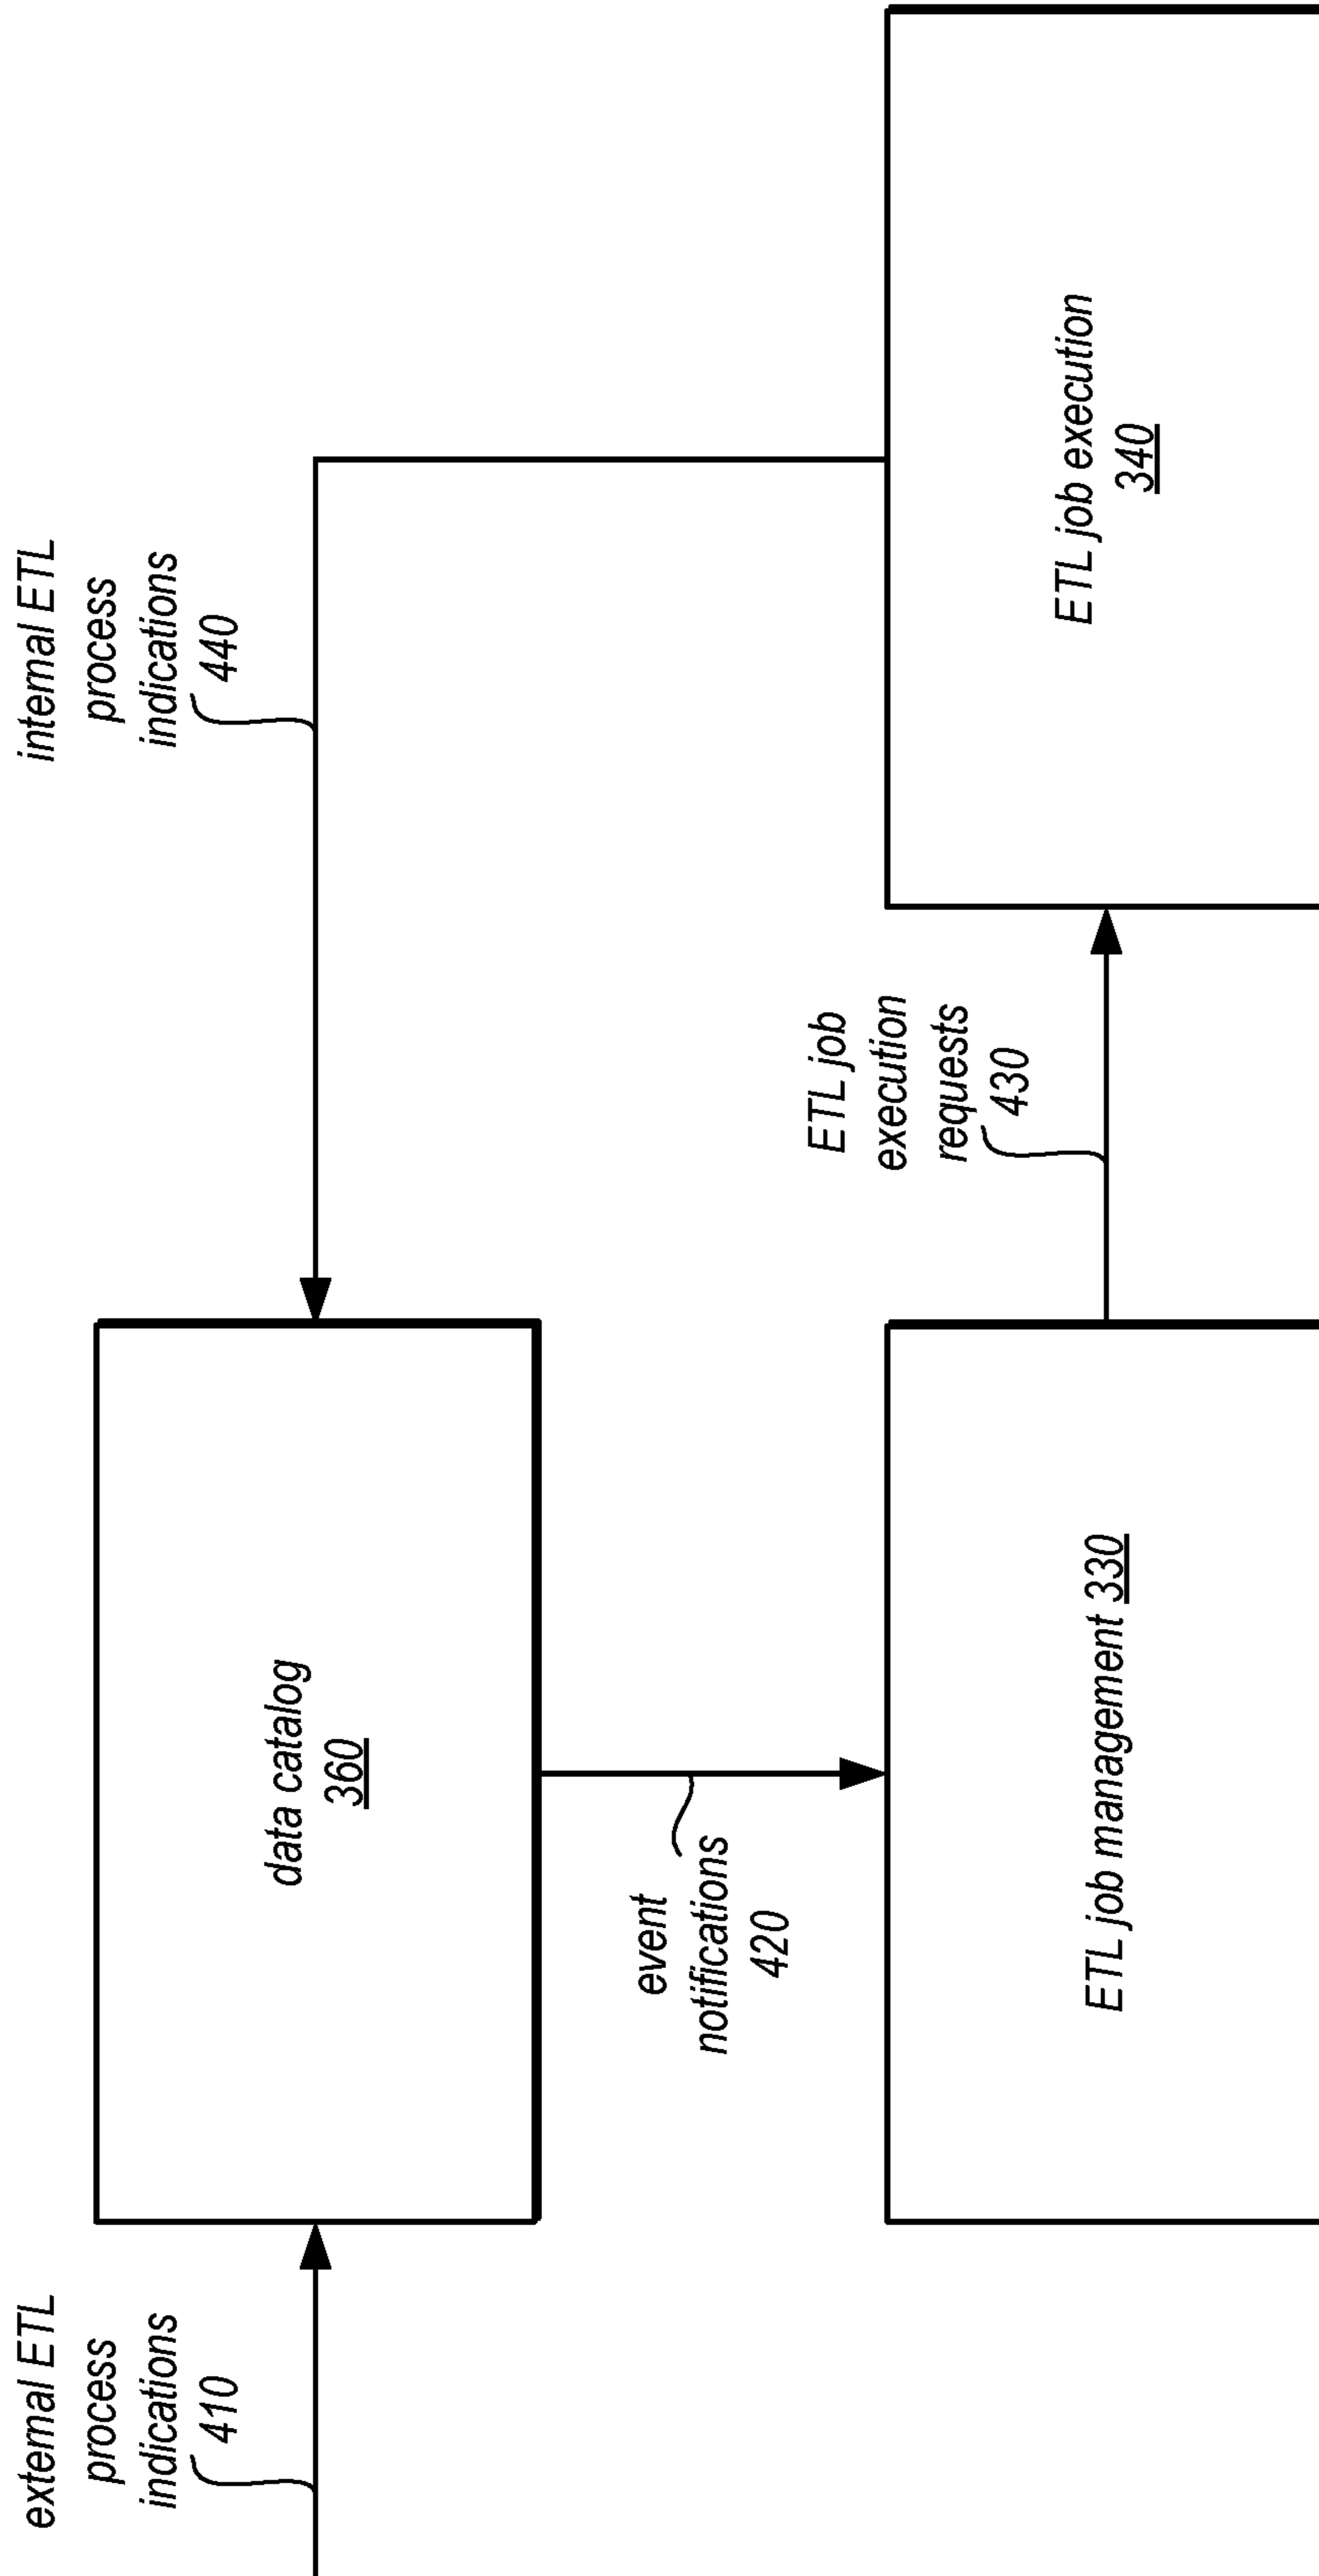 external ETL
process
indications
410
internal ETL
process
indications
440
data catalog
360
event
notifications
420
ETL job
execution
requests
430
ETL job management 330
ETL job execution
340